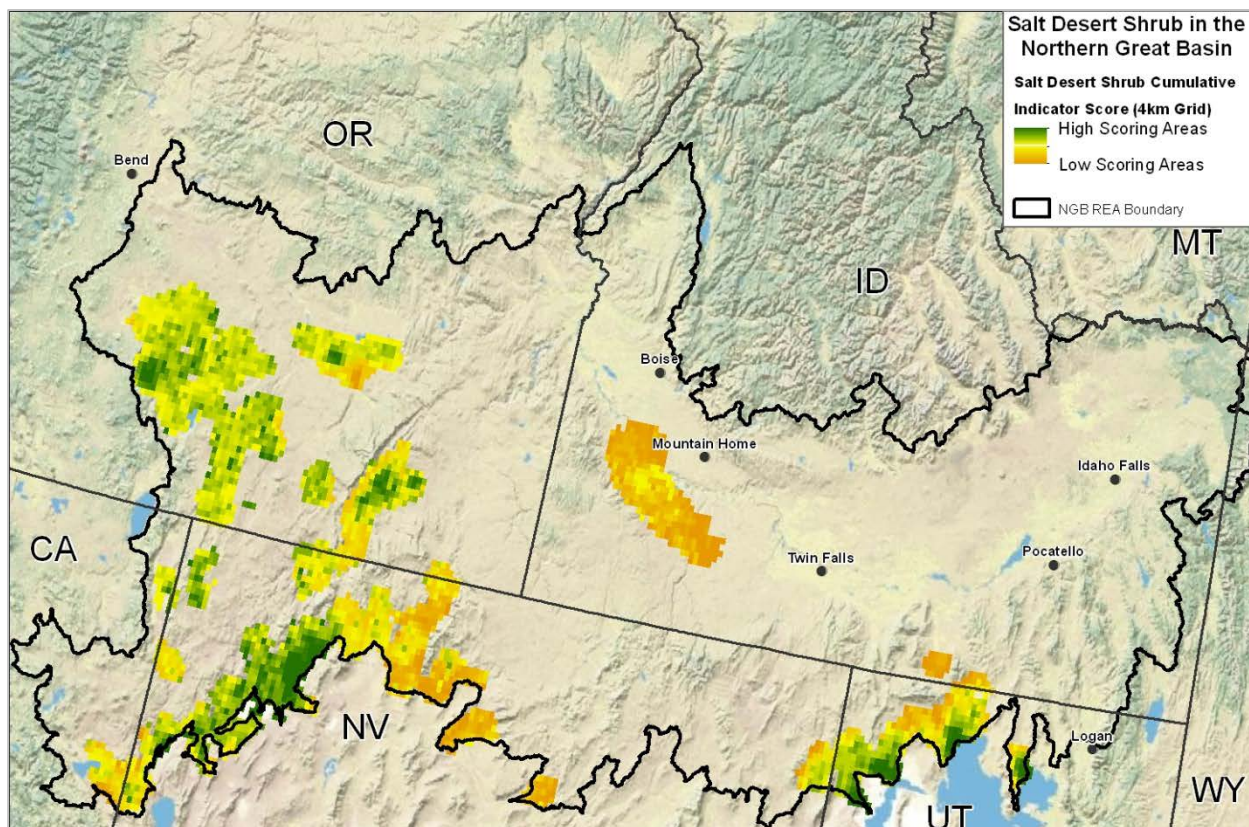 Salt Desert Shrub in the
Northern Great Basin
Salt Desert Shrub Cumulative
Indicator Score (4km Grid)
High Scoring Areas
Low Scoring Areas
NGB REA Boundary
OR
Bend
MT
ID
Boise
Mountain Home
Idaho Falls
CA
Twin Falls
Pocatello
NV
Logan
WY
UT